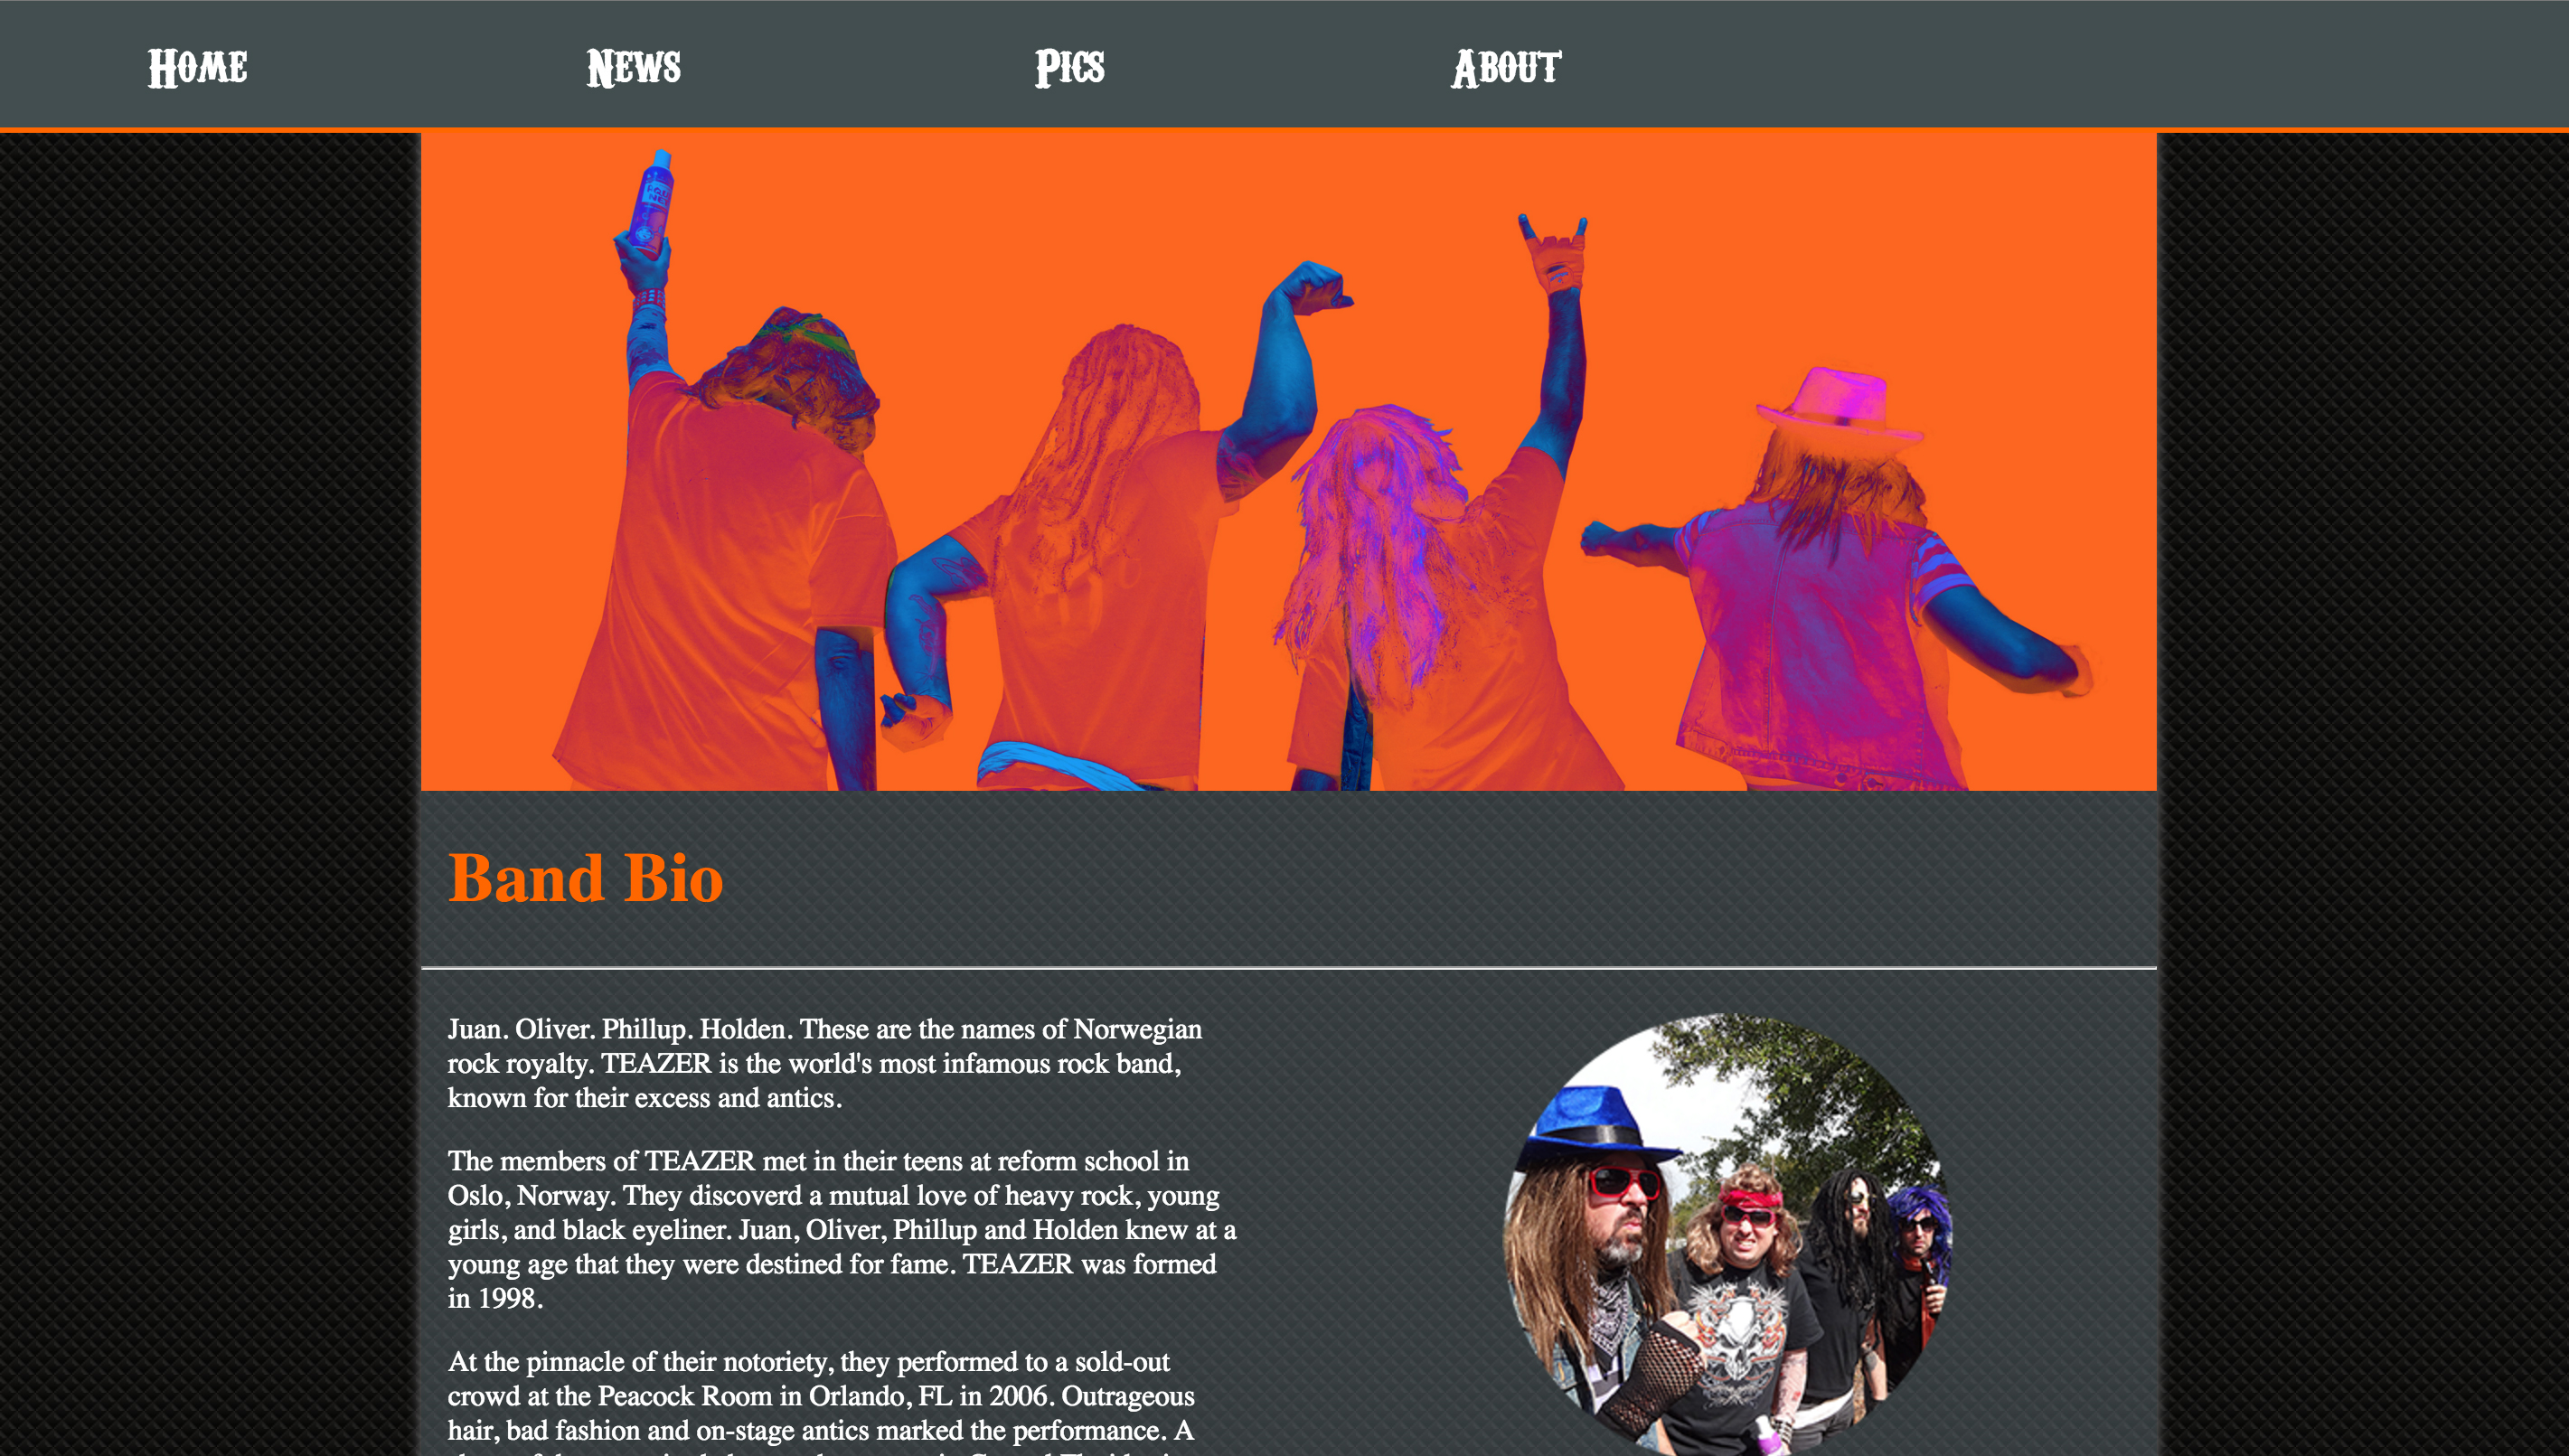 Home News Pics About
Band Bio
Juan. Oliver. Phillup. Holden. These are the names of Norwegian
rock royalty. TEAZER is the world's most infamous rock band,
known for their excess and antics.
The members of TEAZER met in their teens at reform school in
Oslo, Norway. They discoverd a mutual love of heavy rock, young
girls, and black eyeliner. Juan, Oliver, Phillup and Holden knew at a
young age that they were destined for fame. TEAZER was formed
in 1998.
At the pinnacle of their notoriety, they performed to a sold-out
crowd at the Peacock Room in Orlando, FL in 2006. Outrageous
hair, bad fashion and on-stage antics marked the performance. A